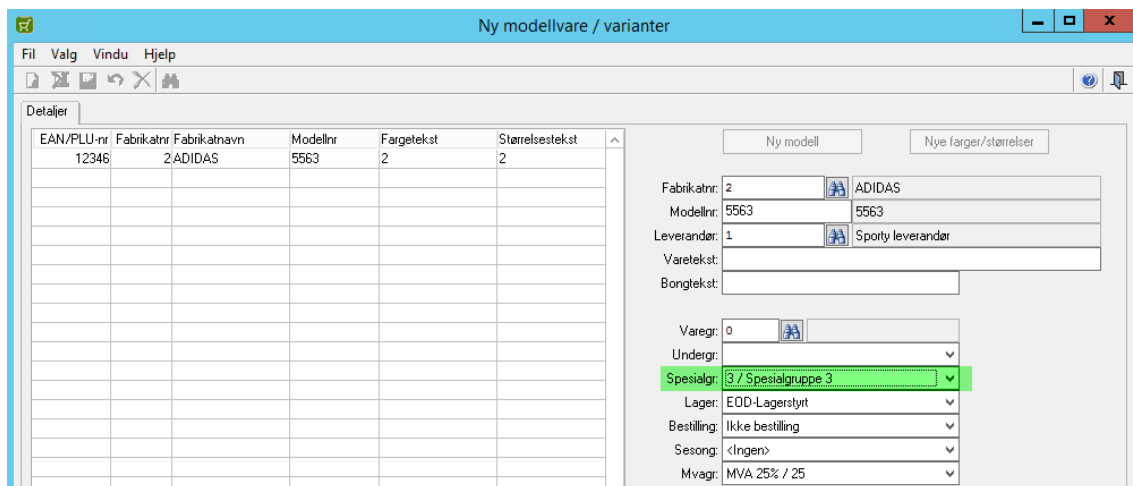 Ny modellvare / varianter
Fil Valg Vindu Hjelp
Detaljer
EAN/PLU-nr Fabrikatnr Fabrikatnavn Modellnr Fargetekst Størrelsestekst
12346 2 ADIDAS 5563 2 2
Ny modell Nye farger/størrelser
Fabrikatnr: 2 ADIDAS
Modellnr: 5563 5563
Leverandør: 1 Sporty leverandør
Varetekst:
Bongtekst:
Varegr: 0
Undergr:
Spesialgr: 3 / Spesialgruppe 3
Lager: EOD-Lagerstyrt
Bestilling: Ikke bestilling
Sesong: <Ingen>
Mvagr: MVA 25% / 25